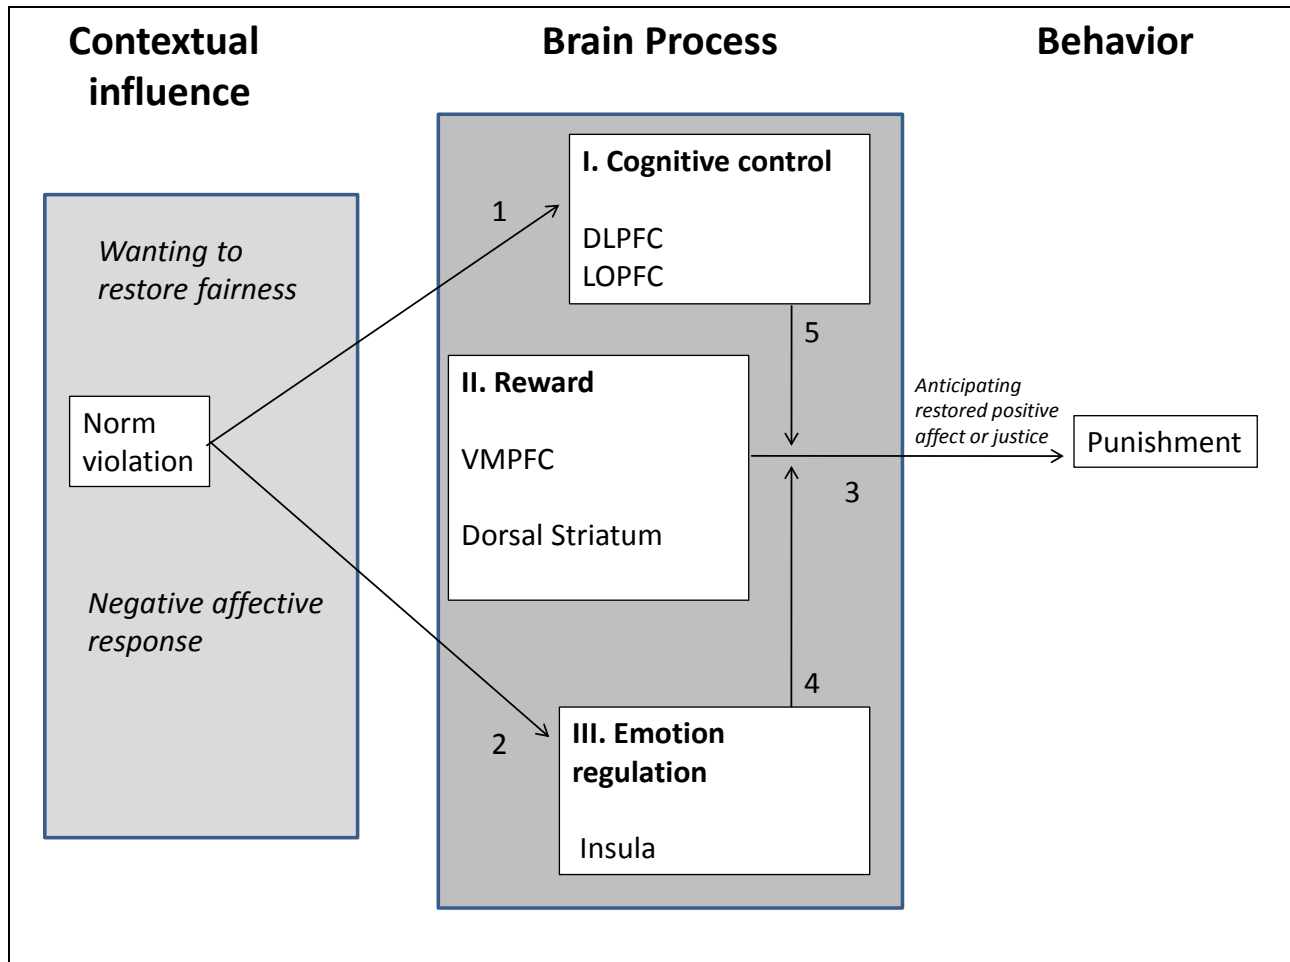 Contextual
influence
Brain Process
Behavior
Wanting to
restore fairness
Norm
violation
Negative affective
response
1
2
I. Cognitive control
DLPFC
LOPFC
5
II. Reward
VMPFC
Dorsal Striatum
4
III. Emotion
regulation
Insula
Anticipating
restored positive
affect or justice
3
Punishment